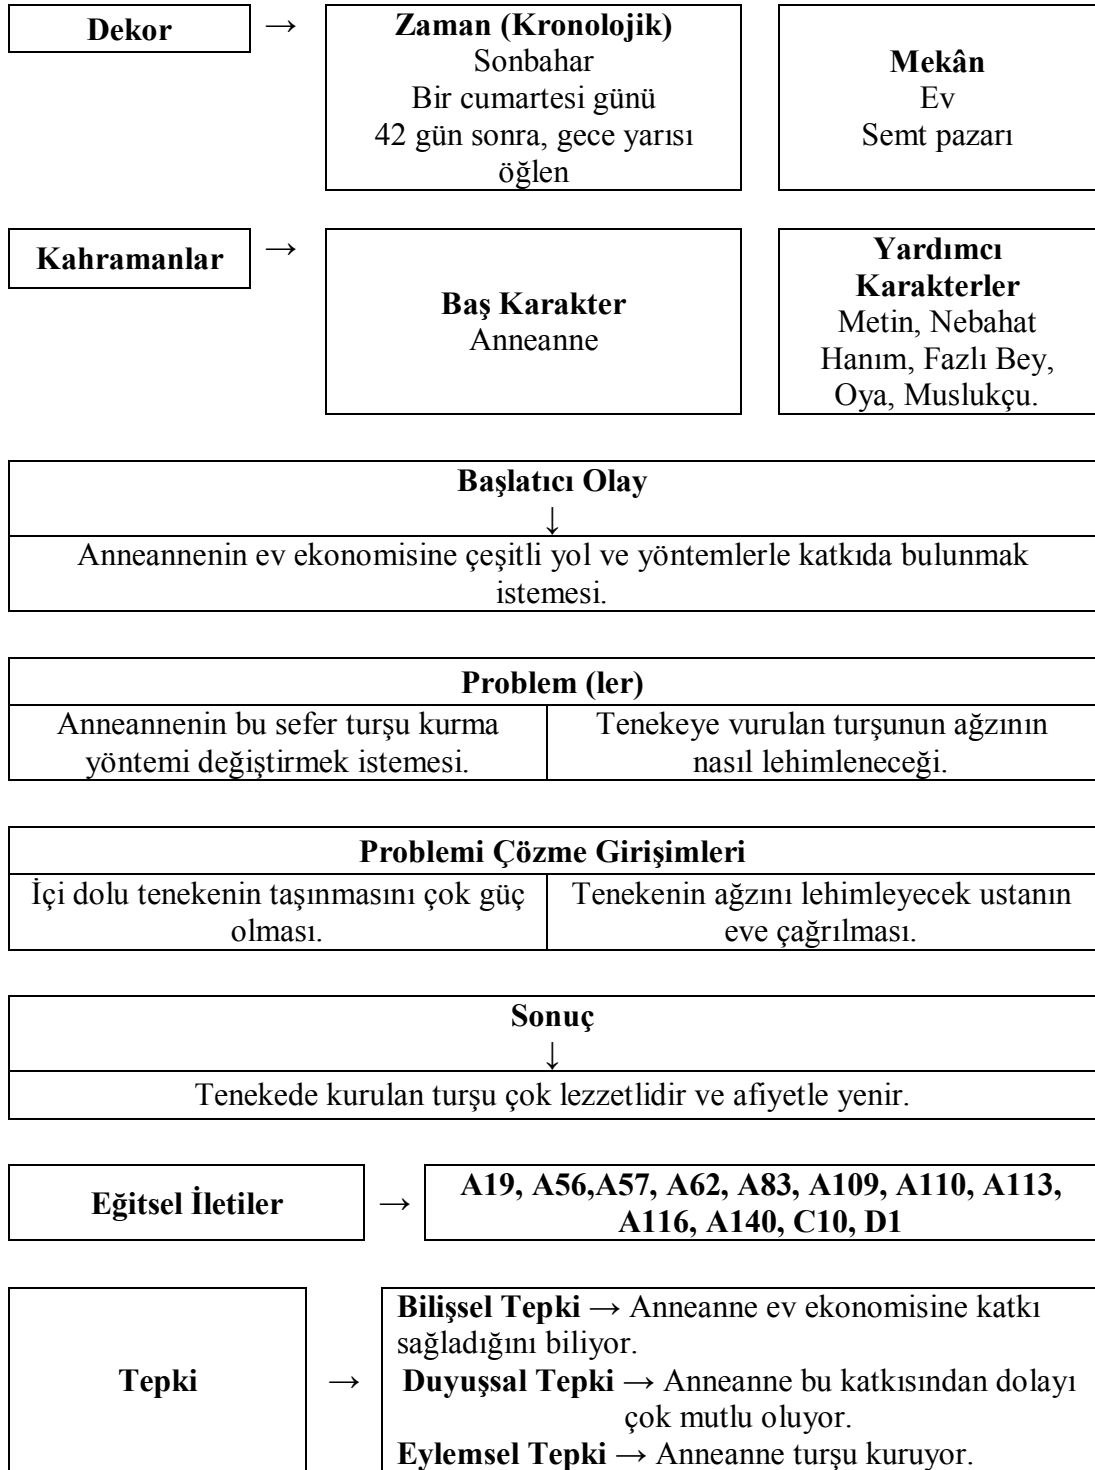 Dekor
→
Zaman (Kronolojik)
Sonbahar
Bir cumartesi günü
42 gün sonra, gece yarısı
öğlen
Mekân
Ev
Semt pazarı
Kahramanlar
→
Baş Karakter
Anneanne
Yardımcı
Karakterler
Metin, Nebahat
Hanım, Fazlı Bey,
Oya, Muslukçu.
Başlatıcı Olay
↓
Anneannenin ev ekonomisine çeşitli yol ve yöntemlerle katkıda bulunmak
istemesi.
Problem (ler)
Anneannenin bu sefer turşu kurma
yöntemi değiştirmek istemesi.
Tenekeye vurulan turşunun ağzının
nasıl lehimleneceği.
Problemi Çözme Girişimleri
İçi dolu tenekenin taşınmasını çok güç
olması.
Tenekenin ağzını lehimleyecek ustanın
eve çağrılması.
Sonuç
↓
Tenekede kurulan turşu çok lezzetlidir ve afiyetle yenir.
Eğitsel İletiler
→
A19, A56,A57, A62, A83, A109, A110, A113,
A116, A140, C10, D1
Tepki
→
Bilişsel Tepki → Anneanne ev ekonomisine katkı
sağladığını biliyor.
Duyuşsal Tepki → Anneanne bu katkısından dolayı
çok mutlu oluyor.
Eylemsel Tepki → Anneanne turşu kuruyor.